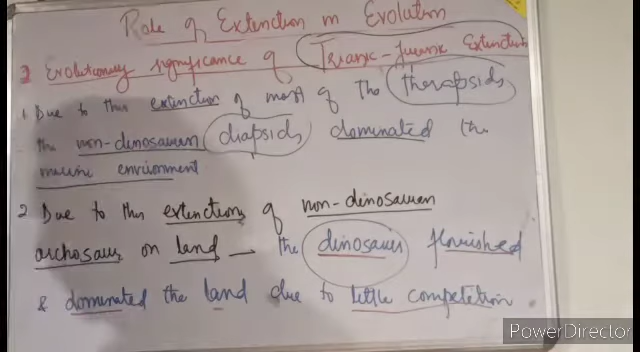 Role of Extinction in Evolution
3 Evolutionary significance of Triassic-Jurassic Extinction
1. Due to this extinction of most of the therapsids
the non-dinosaurian diapsids dominated the
marine environment
2 Due to this extinction of non-dinosaurian
archosaurs on land — the dinosaurs flourished
& dominated the land due to little competition
PowerDirector